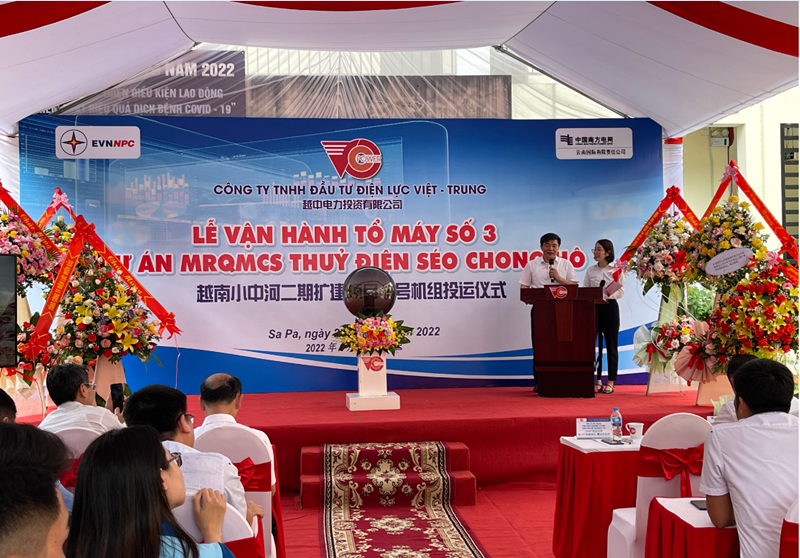 NĂM 2022
ĐIỀU KIỆN LAO ĐỘNG
QUẢ DỊCH BỆNH COVID - 19"
EVNNPC
中国南方电网
云南国际有限责任公司
POWER
CÔNG TY TNHH ĐẦU TƯ ĐIỆN LỰC VIỆT - TRUNG
越中电力投资有限公司
LỄ VẬN HÀNH TỔ MÁY SỐ 3
ÁN MRQMCS THUỶ ĐIỆN SÉO CHONG HÔ
越南小中河二期扩建项目 号机组投运仪式
Sa Pa, ngày 2022
2022 年